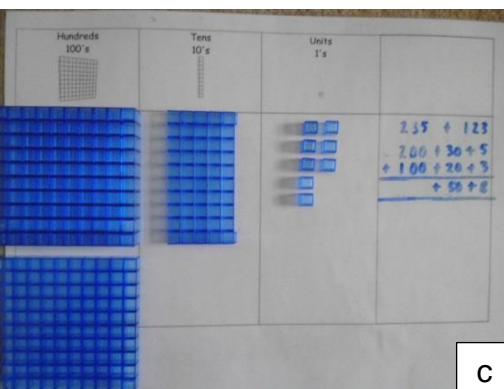 Hundreds
100's
Tens
10's
Units
1's
235 + 123
200 + 30 + 5
+ 100 + 20 + 3
+ 50 + 8
C